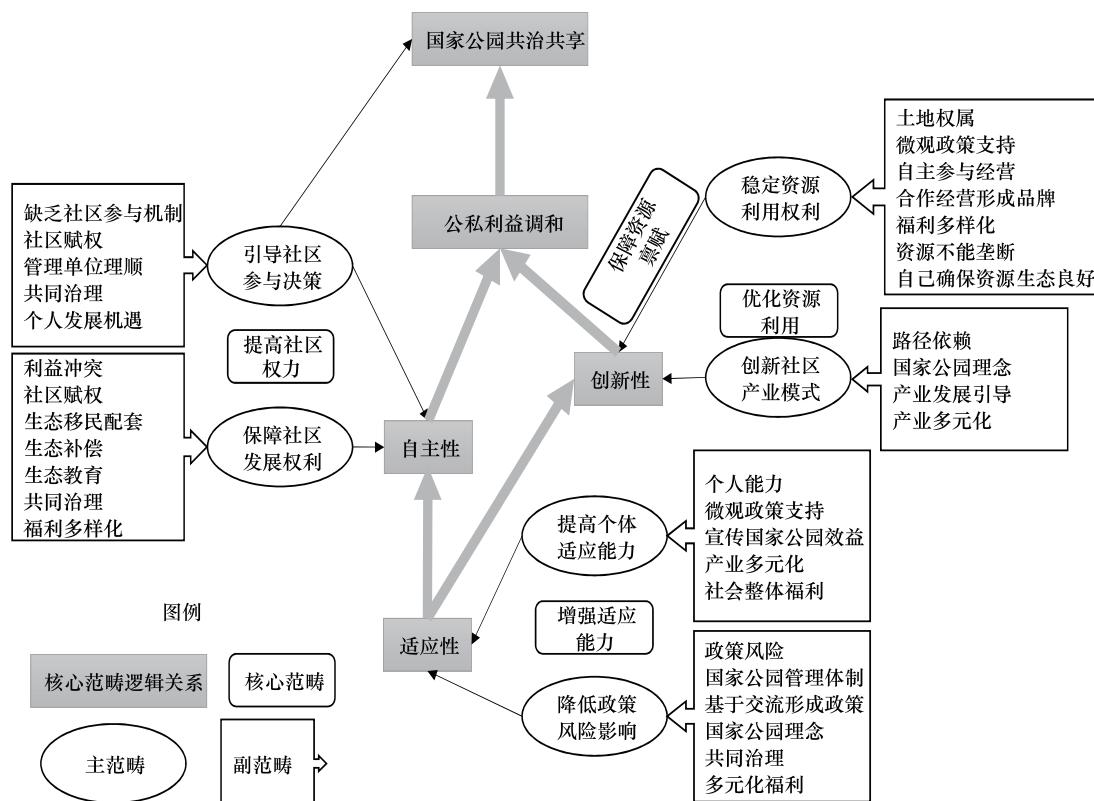 国家公园共治共享
公私利益调和
缺乏社区参与机制
社区赋权
管理单位理顺
共同治理
个人发展机遇
引导社区
参与决策
提高社区
权力
利益冲突
社区赋权
生态移民配套
生态补偿
生态教育
共同治理
福利多样化
保障社区
发展权利
自主性
保障资源
禀赋
稳定资源
利用权利
土地权属
微观政策支持
自主参与经营
合作经营形成品牌
福利多样化
资源不能垄断
自己确保资源生态良好
优化资源
利用
创新性
创新社区
产业模式
路径依赖
国家公园理念
产业发展引导
产业多元化
提高个体
适应能力
个人能力
微观政策支持
宣传国家公园效益
产业多元化
社会整体福利
增强适应
能力
适应性
降低政策
风险影响
政策风险
国家公园管理体制
基于交流形成政策
国家公园理念
共同治理
多元化福利
图例
核心范畴逻辑关系
核心范畴
主范畴
副范畴